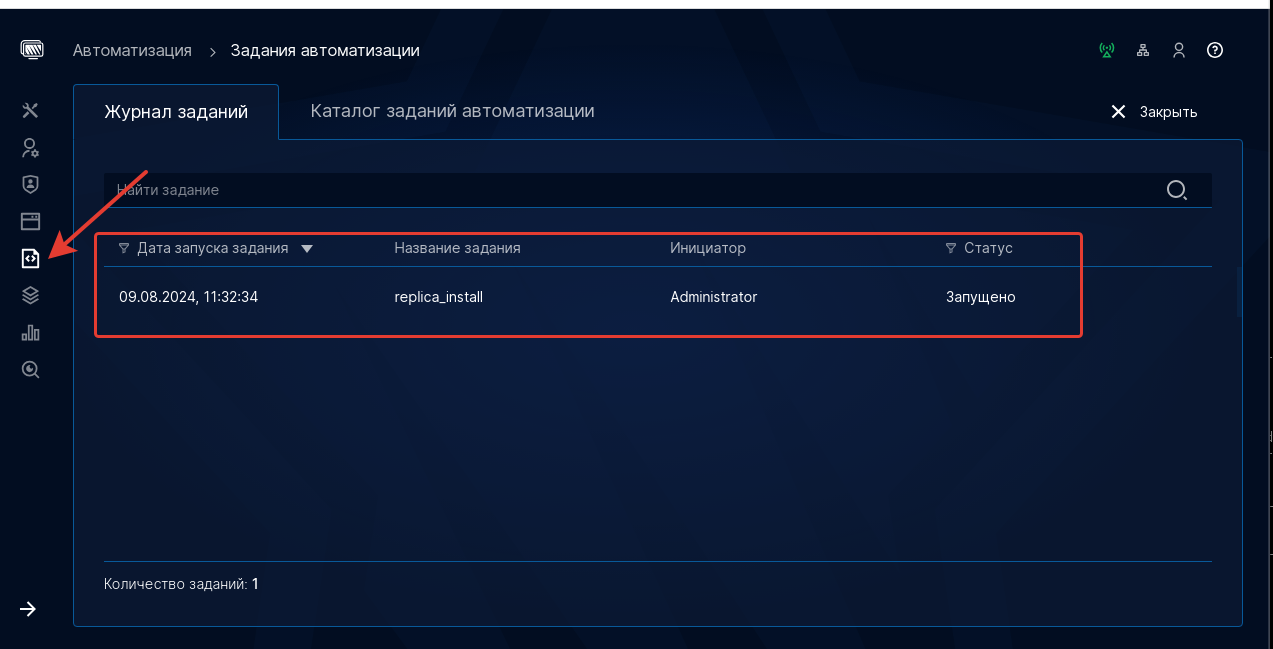 Автоматизация > Задания автоматизации
Журнал заданий Каталог заданий автоматизации Закрыть
Найти задание
Дата запуска задания Название задания Инициатор Статус
09.08.2024, 11:32:34 replica_install Administrator Запущено
Количество заданий: 1